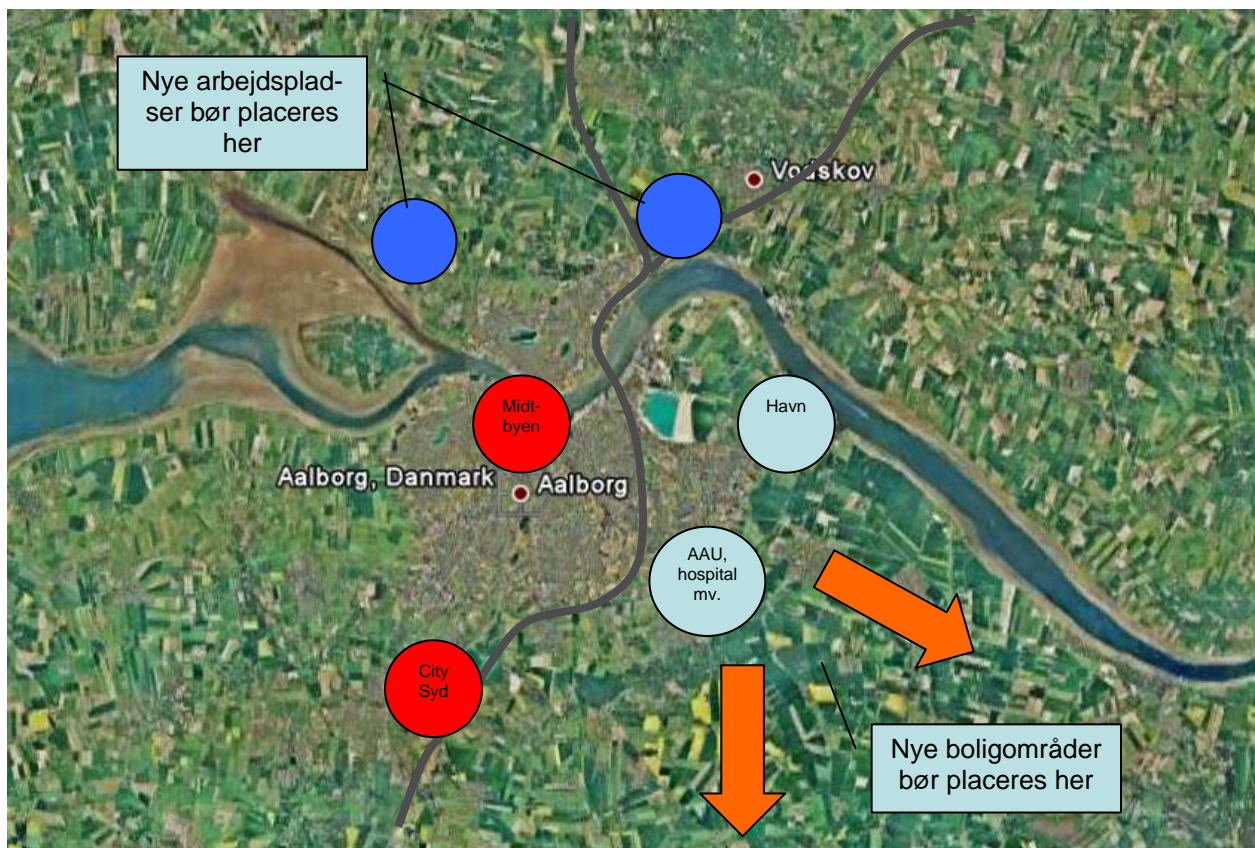 Nye arbejdsplad-
ser bør placeres
her
Vodskov
Midt-
byen
Havn
Aalborg, Danmark
Aalborg
AAU,
hospital
mv.
City
Syd
Nye boligområder
bør placeres her